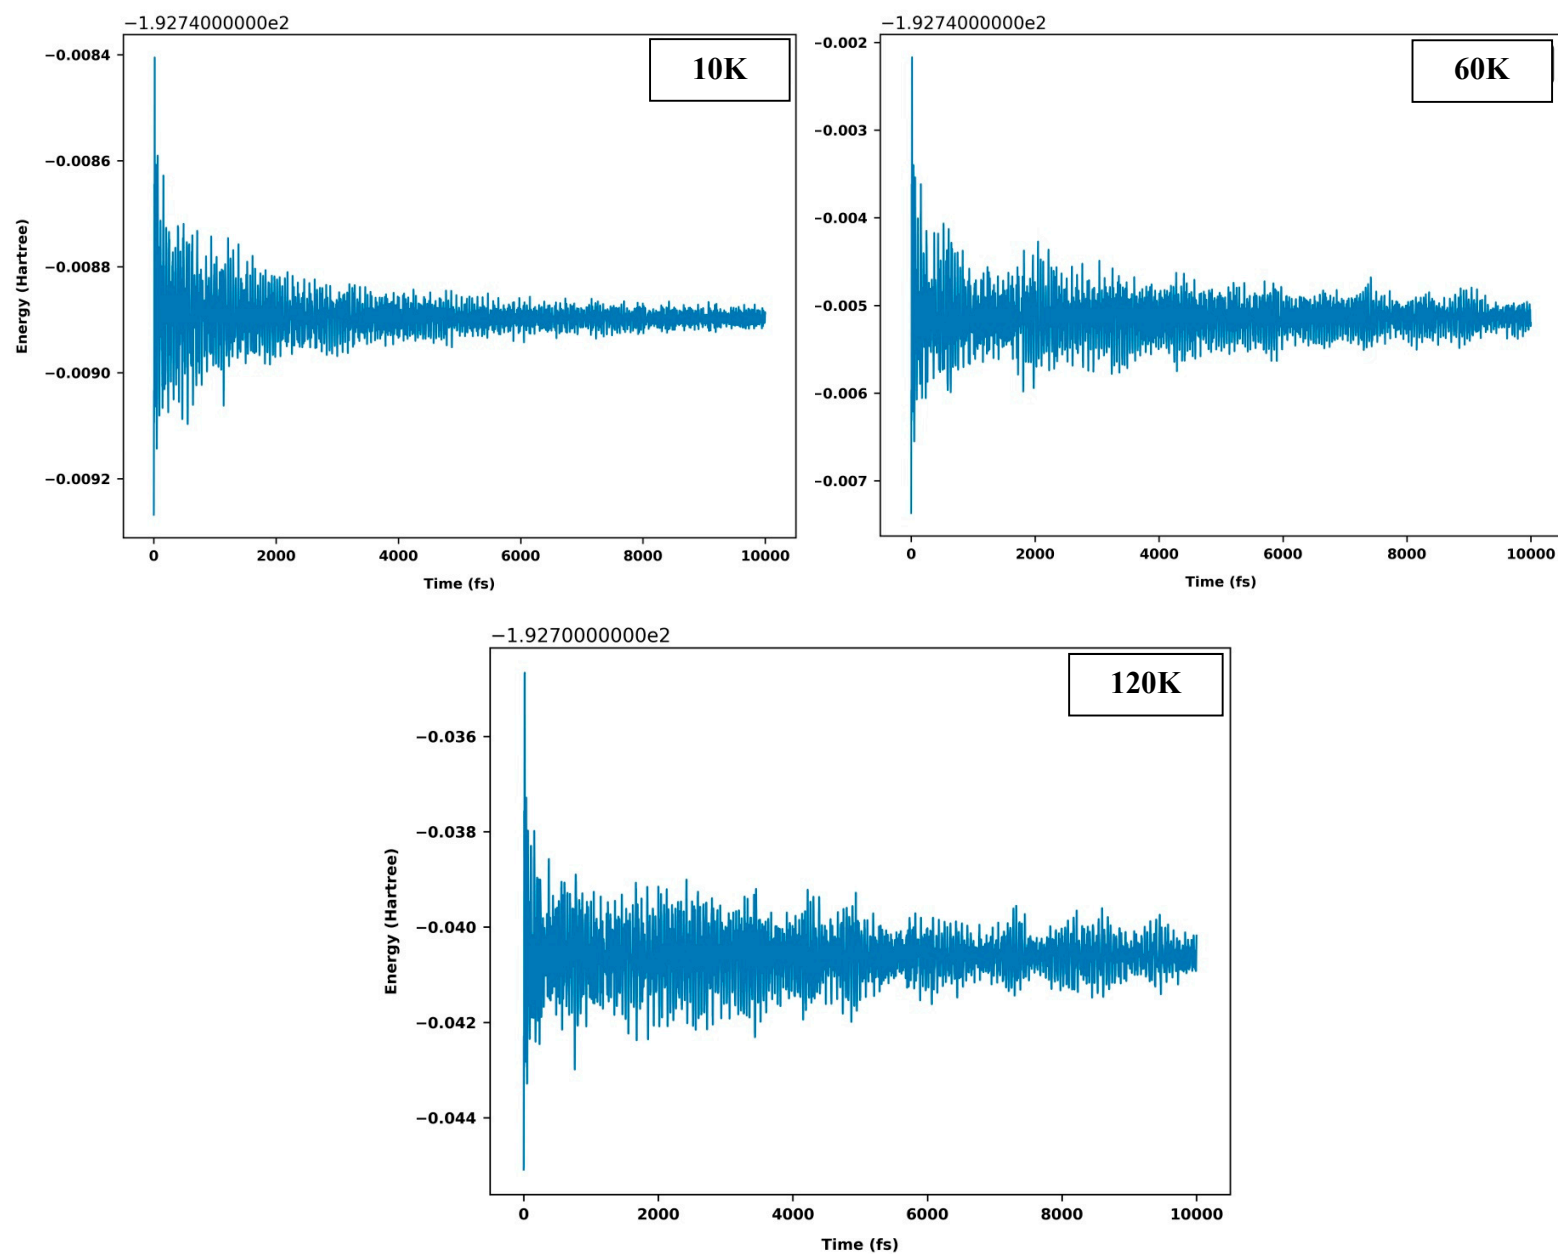 −1.9274000000e2
10K
−0.0084
−0.0086
−0.0088
−0.0090
−0.0092
Energy (Hartree)
0 2000 4000 6000 8000 10000
Time (fs)
−1.9274000000e2
60K
−0.002
−0.003
−0.004
−0.005
−0.006
−0.007
0 2000 4000 6000 8000 10000
Time (fs)
−1.9270000000e2
120K
−0.036
−0.038
−0.040
−0.042
−0.044
Energy (Hartree)
0 2000 4000 6000 8000 10000
Time (fs)